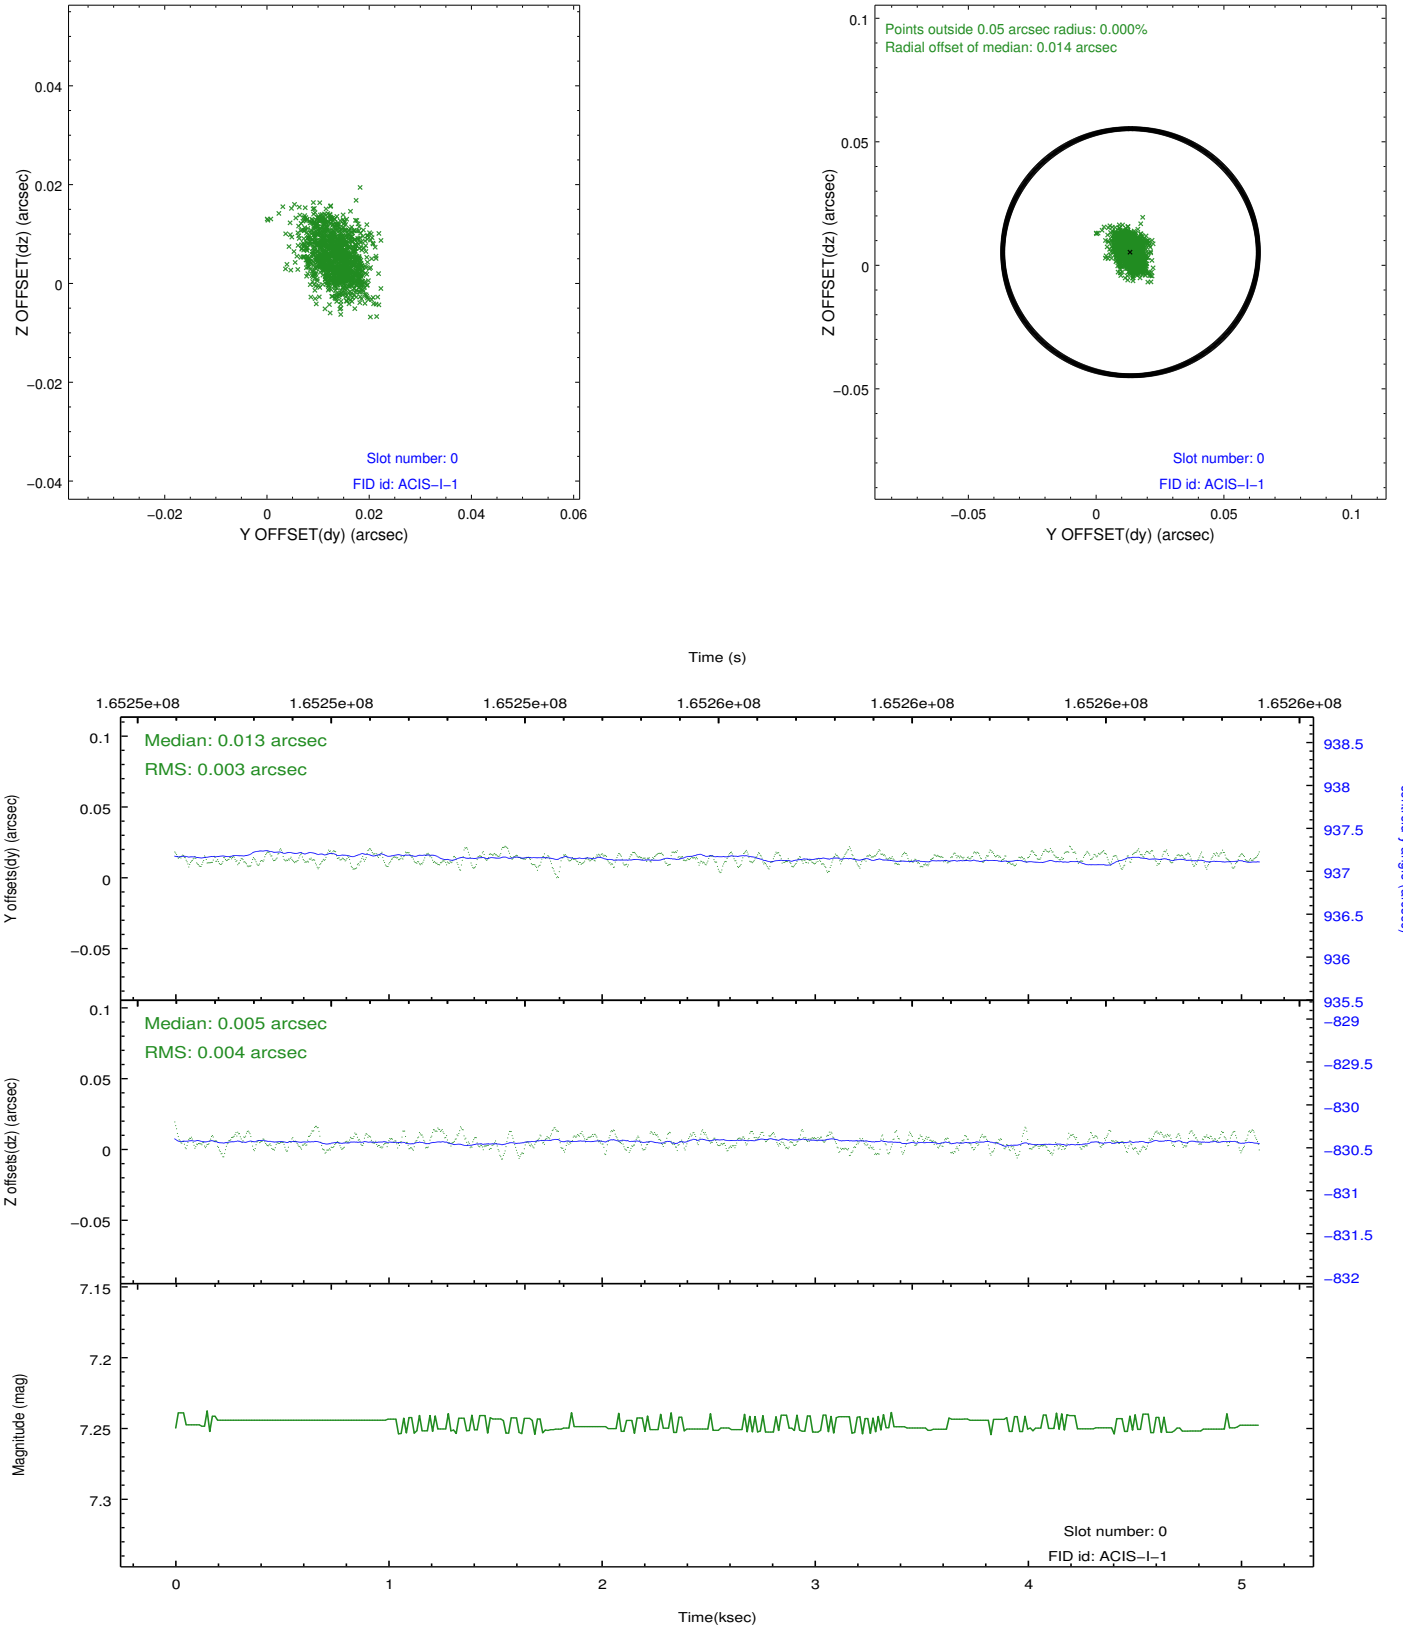 0.04
0.02
0
−0.02
−0.04
Z OFFSET(dz) (arcsec)
Slot number: 0
FID id: ACIS−I−1
−0.02 0 0.02 0.04 0.06
Y OFFSET(dy) (arcsec)
Points outside 0.05 arcsec radius: 0.000%
Radial offset of median: 0.014 arcsec
0.1
0.05
0
−0.05
Z OFFSET(dz) (arcsec)
Slot number: 0
FID id: ACIS−I−1
−0.05 0 0.05 0.1
Y OFFSET(dy) (arcsec)
Time (s)
1.6525e+08 1.6525e+08 1.6525e+08 1.6526e+08 1.6526e+08 1.6526e+08 1.6526e+08
Median: 0.013 arcsec
RMS: 0.003 arcsec
0.1
0.05
0
−0.05
Y offsets(dy) (arcsec)
938.5
938
937.5
937
936.5
936
935.5
Median: 0.005 arcsec
RMS: 0.004 arcsec
0.1
0.05
0
−0.05
Z offsets(dz) (arcsec)
−829
−829.5
−830
−830.5
−831
−831.5
−832
7.15
7.2
7.25
7.3
Magnitude (mag)
Slot number: 0
FID id: ACIS−I−1
0 1 2 3 4 5
Time(ksec)